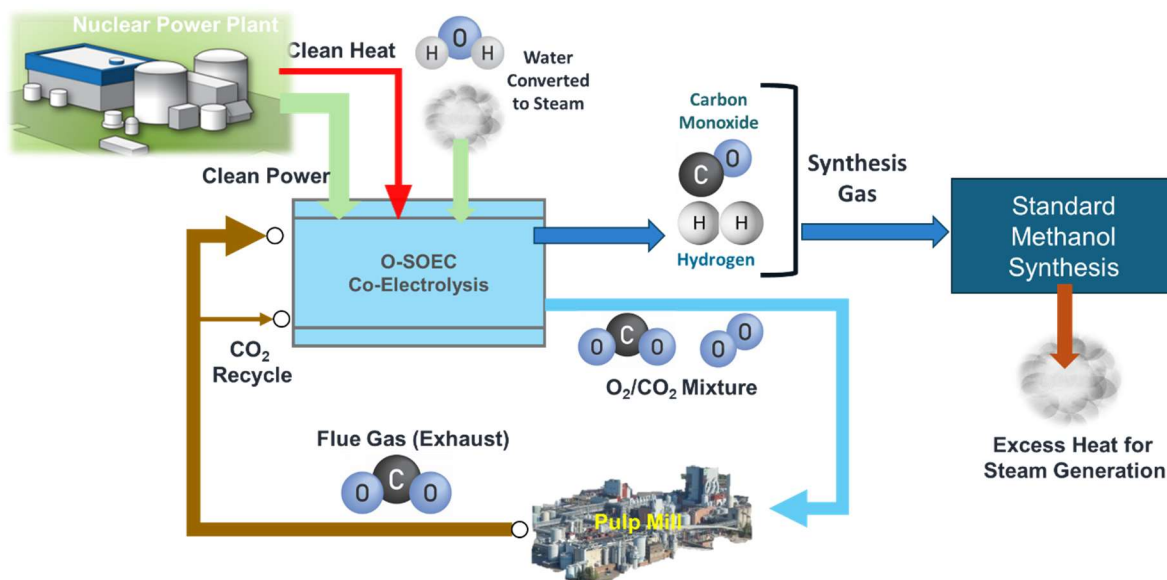 Nuclear Power Plant
Clean Heat
H O H
Water
Converted
to Steam
Clean Power
Carbon
Monoxide
C O
H H
Hydrogen
Synthesis
Gas
Standard
Methanol
Synthesis
O-SOEC
Co-Electrolysis
CO₂
Recycle
O C O
O O
O₂/CO₂ Mixture
Flue Gas (Exhaust)
O C O
Pulp Mill
Excess Heat for
Steam Generation